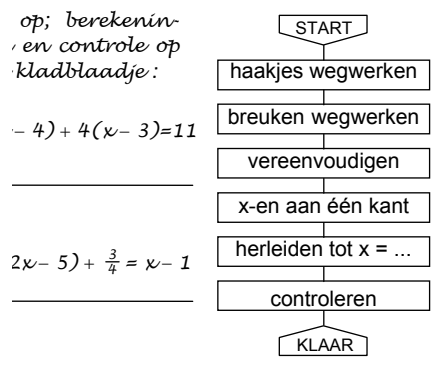 op; berekenin-
en controle op
kladblaadje :
– 4) + 4(x – 3)=11
2x – 5) + 3/4 = x – 1
START
haakjes wegwerken
breuken wegwerken
vereenvoudigen
x-en aan één kant
herleiden tot x = ...
controleren
KLAAR